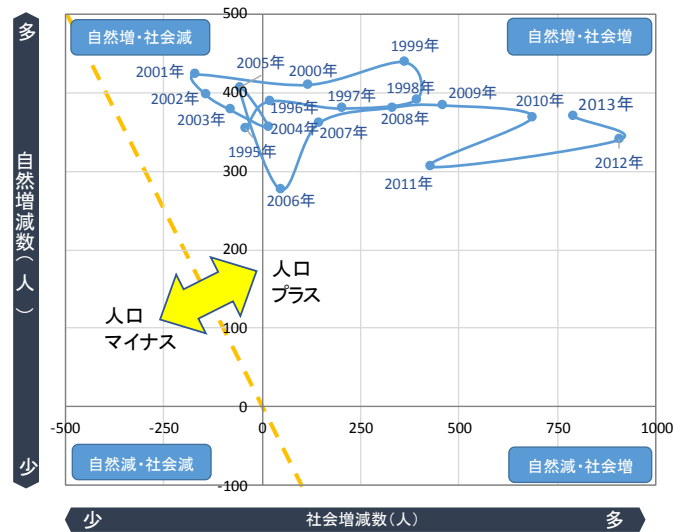 500
自然増・社会減
自然増・社会増
1999年
2005年
2001年
2000年
400
2002年
1996年
1997年
1998年
2009年
2010年
2013年
2003年
2004年
2007年
2008年
1995年
2012年
300
2011年
2006年
200
人口
プラス
人口
マイナス
100
0
-500
-250
0
250
500
750
1000
自然減・社会減
自然減・社会増
-100
多
自然増減数(人)
少
少
社会増減数(人)
多